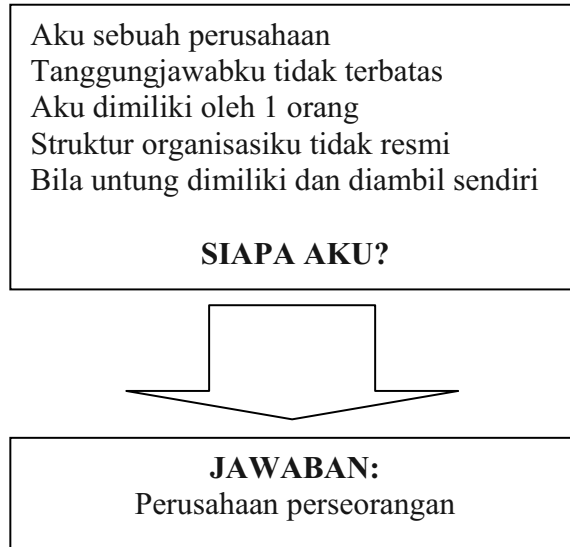 Aku sebuah perusahaan
Tanggungjawabku tidak terbatas
Aku dimiliki oleh 1 orang
Struktur organisasiku tidak resmi
Bila untung dimiliki dan diambil sendiri
SIAPA AKU?
JAWABAN:
Perusahaan perseorangan